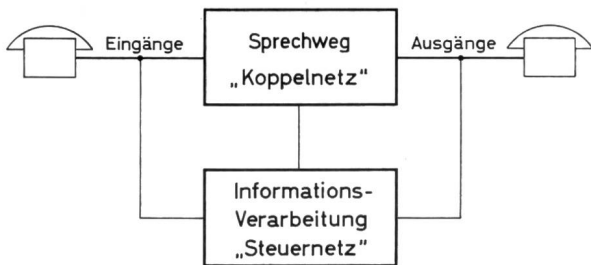 Eingänge
Sprechweg
„Koppelnetz"
Ausgänge
Informations-
Verarbeitung
„Steuernetz"